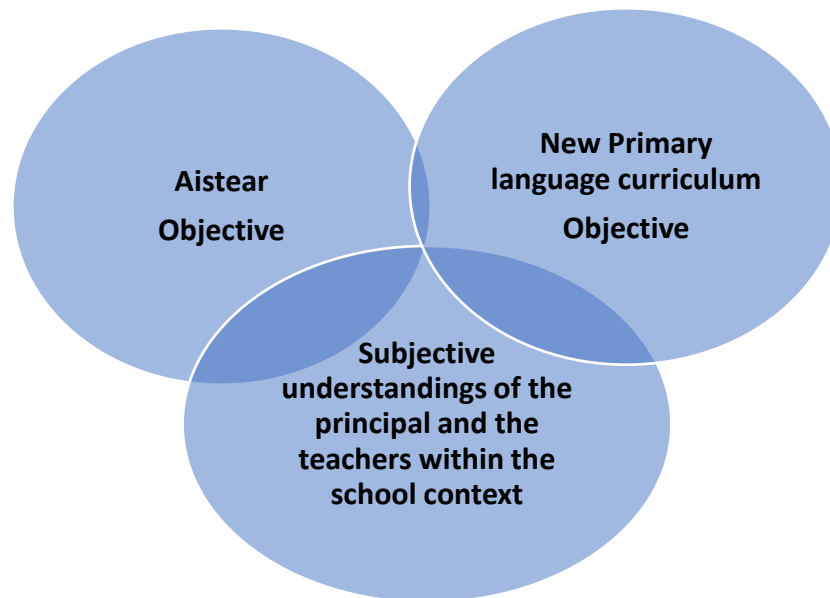 Aistear
Objective
New Primary
language curriculum
Objective
Subjective
understandings of the
principal and the
teachers within the
school context